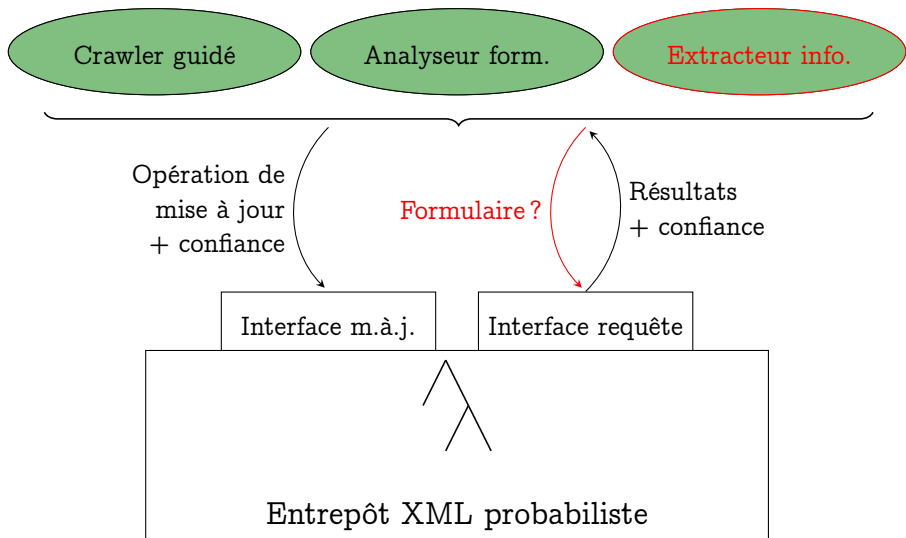 Crawler guidé
Analyseur form.
Extracteur info.
Opération de
mise à jour
+ confiance
Formulaire ?
Résultats
+ confiance
Interface m.à.j.
Interface requête
Entrepôt XML probabiliste